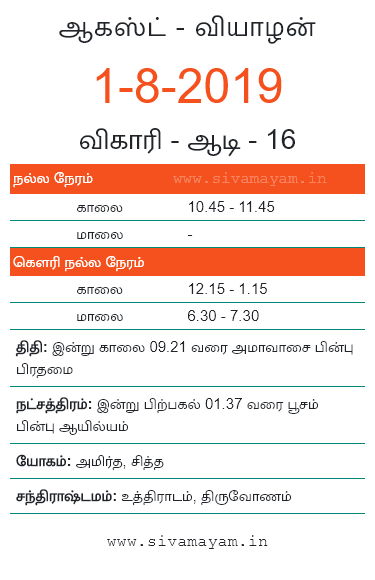 ஆகஸ்ட் - வியாழன்
1-8-2019
விகாரி - ஆடி - 16
நல்ல நேரம் www.sivamayam.in
காலை 10.45 - 11.45
மாலை -
கௌரி நல்ல நேரம்
காலை 12.15 - 1.15
மாலை 6.30 - 7.30
திதி: இன்று காலை 09.21 வரை அமாவாசை பின்பு
பிரதமை
நட்சத்திரம்: இன்று பிற்பகல் 01.37 வரை பூசம்
பின்பு ஆயில்யம்
யோகம்: அமிர்த, சித்த
சந்திராஷ்டமம்: உத்திராடம், திருவோணம்
www.sivamayam.in